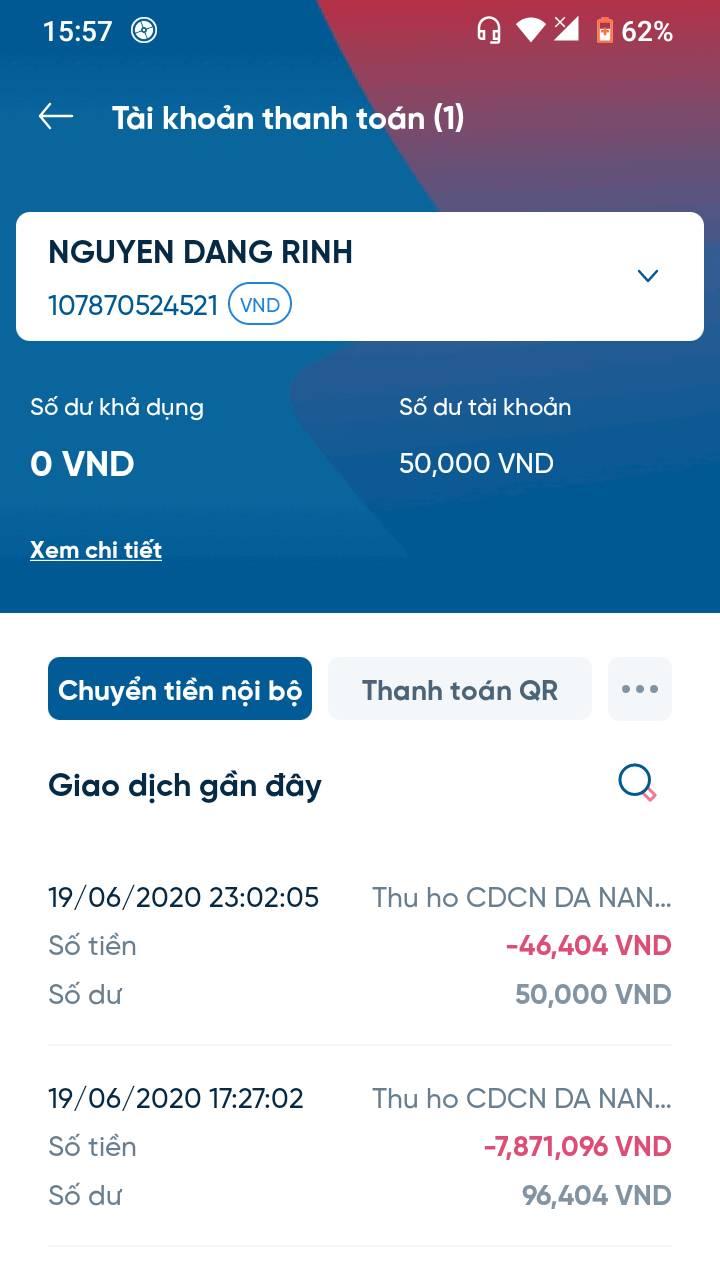 15:57 62%
Tài khoản thanh toán (1)
NGUYEN DANG RINH
107870524521 VND
Số dư khả dụng Số dư tài khoản
0 VND 50,000 VND
Xem chi tiết
Chuyển tiền nội bộ Thanh toán QR
Giao dịch gần đây
19/06/2020 23:02:05 Thu ho CDCN DA NAN...
Số tiền -46,404 VND
Số dư 50,000 VND
19/06/2020 17:27:02 Thu ho CDCN DA NAN...
Số tiền -7,871,096 VND
Số dư 96,404 VND